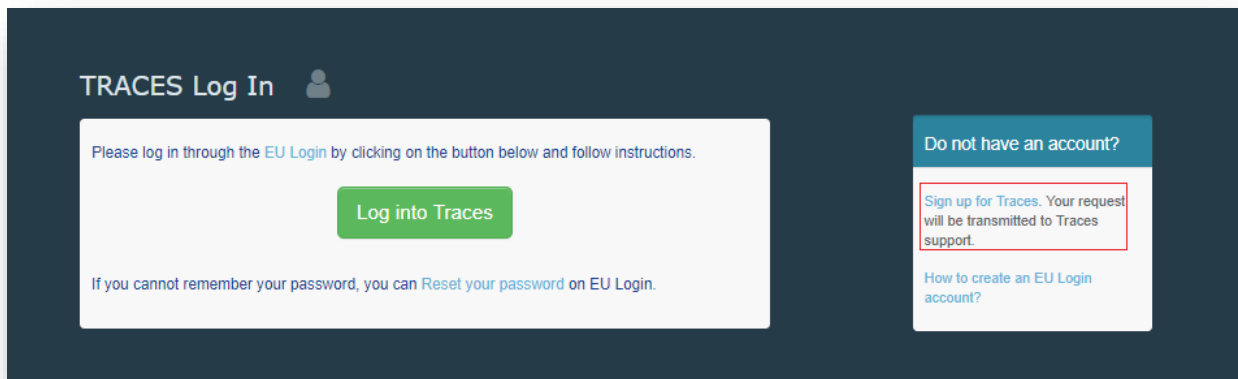 TRACES Log In
Please log in through the EU Login by clicking on the button below and follow instructions.
Log into Traces
If you cannot remember your password, you can Reset your password on EU Login.
Do not have an account?
Sign up for Traces. Your request
will be transmitted to Traces
support.
How to create an EU Login
account?